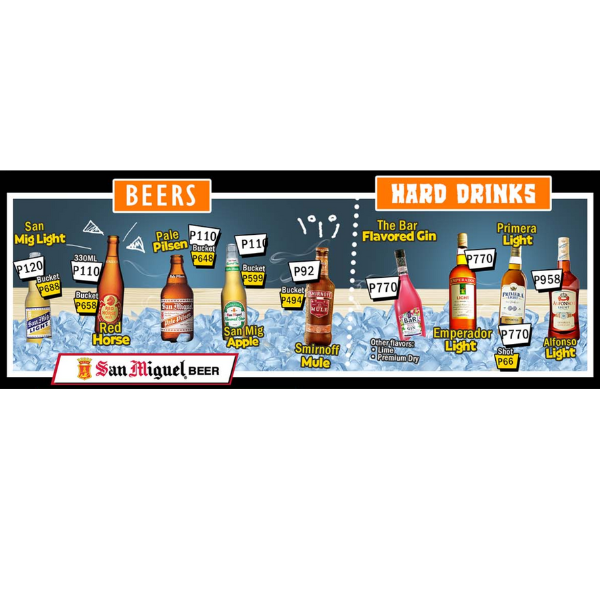 BEERS
HARD DRINKS
San
Mig Light
P120
Bucket
P688
330ML
P110
Bucket
P658
Red
Horse
Pale
Pilsen
P110
Bucket
P648
P110
Bucket
P599
San Mig
Apple
1919
P92
Bucket
P494
Smirnoff
Mule
The Bar
Flavored Gin
P770
Other flavors:
• Lime
• Premium Dry
P770
Emperador
Light
Primera
Light
P770
Shot
P66
P958
Alfonso
Light
San Miguel BEER